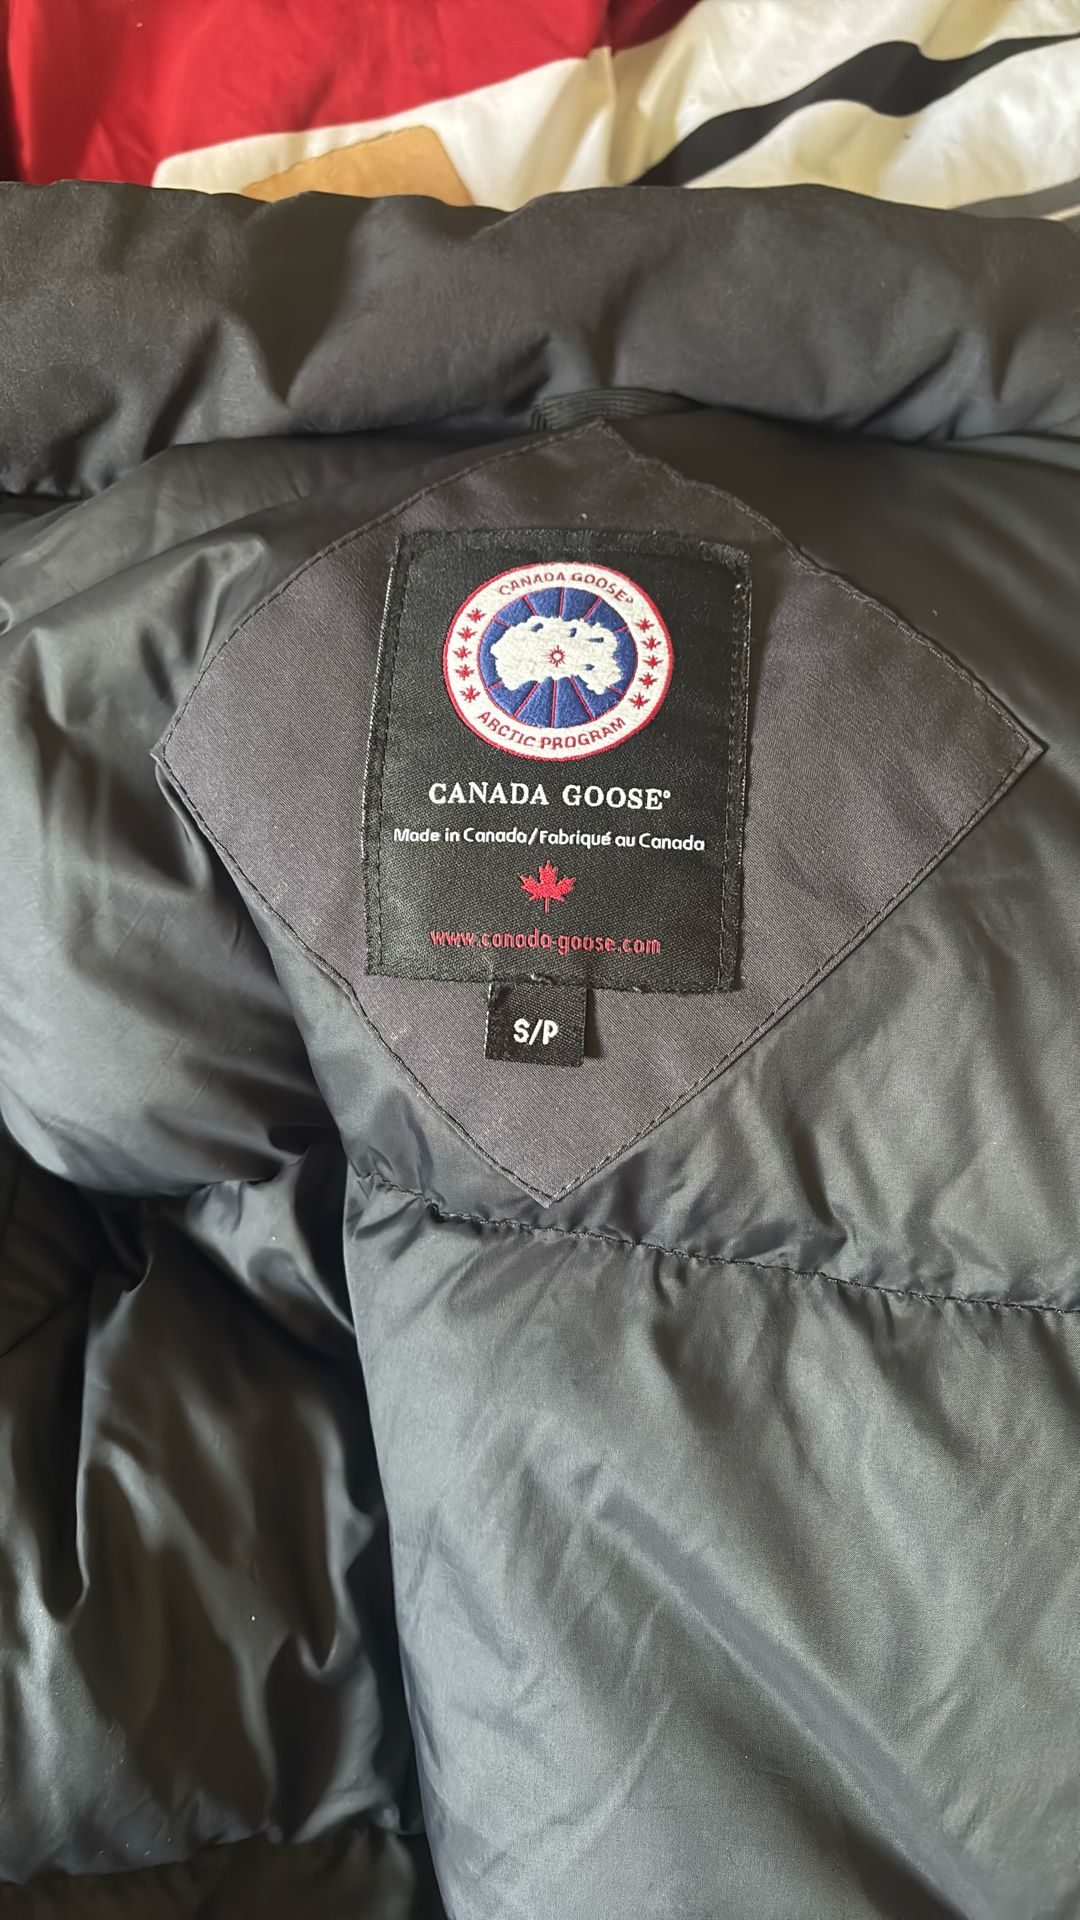 CANADA GOOSE®
ARCTIC PROGRAM
CANADA GOOSE®
Made in Canada/Fabriqué au Canada
www.canada-goose.com
S/P